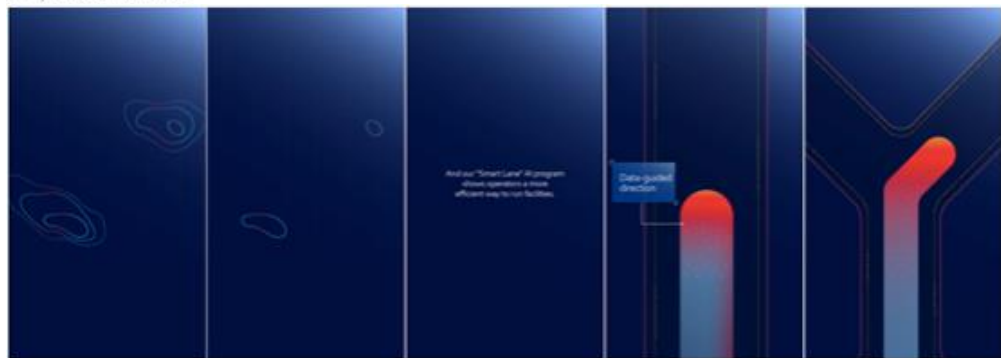 And our "Smart Lane" AI program
shows operators a more
efficient way to run facilities.
Data-guided
direction